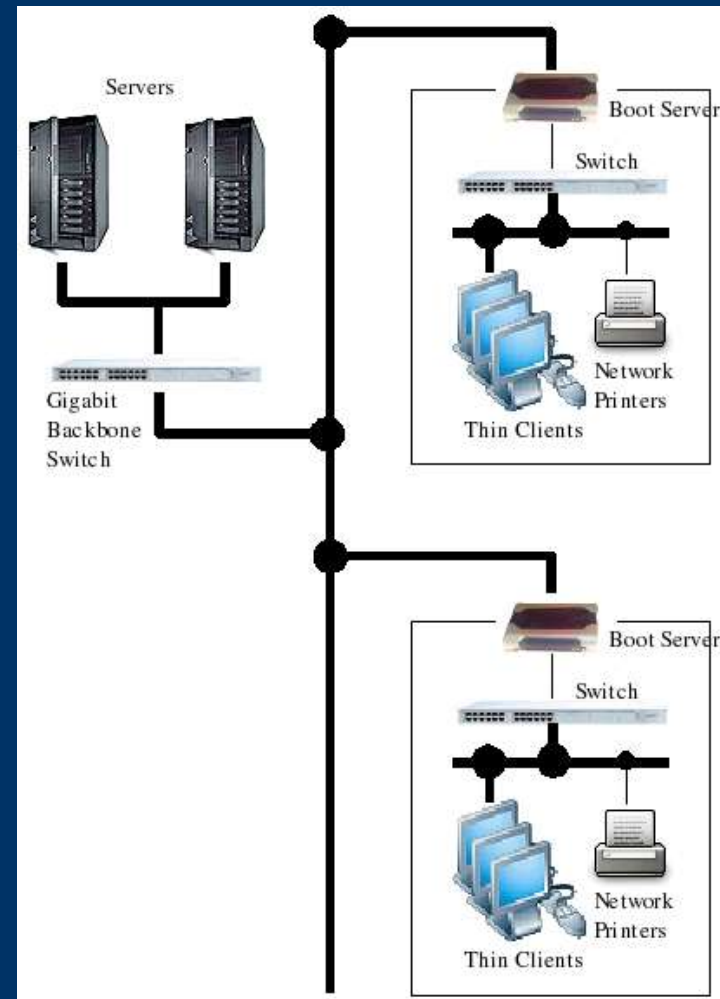 Servers
Gigabit
Backbone
Switch
Boot Server
Switch
Network
Printers
Thin Clients
Boot Server
Switch
Network
Printers
Thin Clients